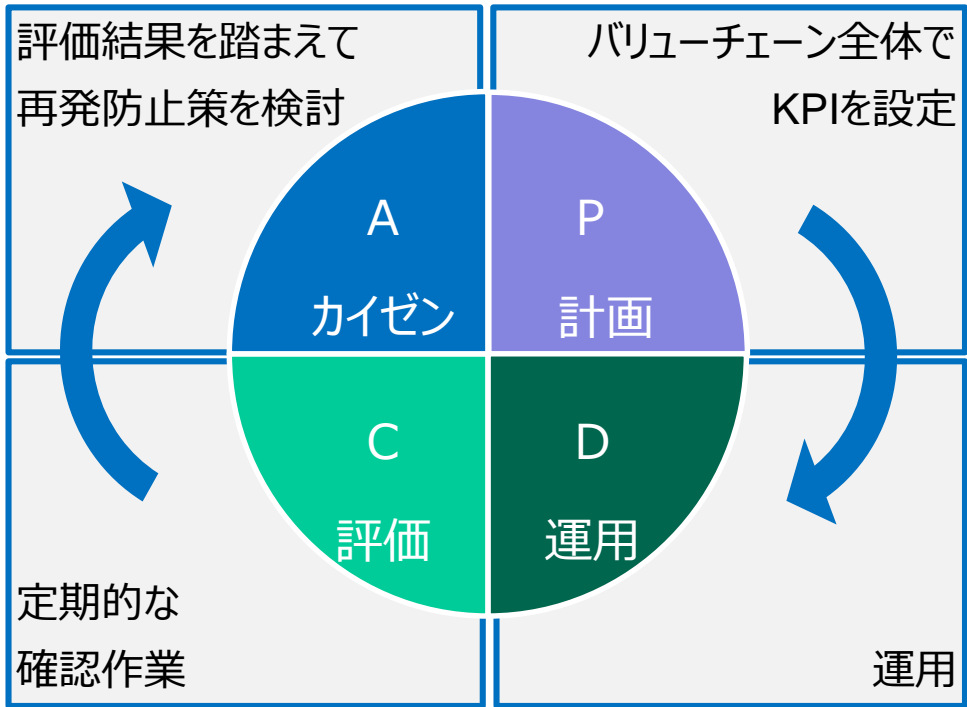 評価結果を踏まえて
再発防止策を検討
バリューチェーン全体で
KPIを設定
A
カイゼン
P
計画
C
評価
D
運用
定期的な
確認作業
運用